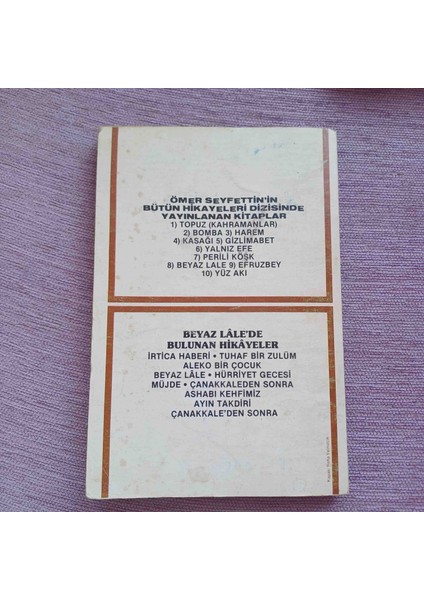 ÖMER SEYFETTİN'İN
BÜTÜN HİKAYELERİ DİZİSİNDE
YAYINLANAN KİTAPLAR
1) TOPUZ (KAHRAMANLAR)
2) BOMBA 3) HAREM
4) KASAĞI 5) GİZLİMABET
6) YALNIZ EFE
7) PERİLİ KÖŞK
8) BEYAZ LALE 9) EFRUZBEY
10) YÜZ AKI
BEYAZ LÂLE'DE
BULUNAN HİKÂYELER
İRTİCA HABERİ • TUHAF BİR ZULÜM
ALEKO BİR ÇOCUK
BEYAZ LÂLE • HÜRRİYET GECESİ
MÜJDE • ÇANAKKALEDEN SONRA
ASHABI KEHFİMİZ
AYIN TAKDİRİ
ÇANAKKALE'DEN SONRA